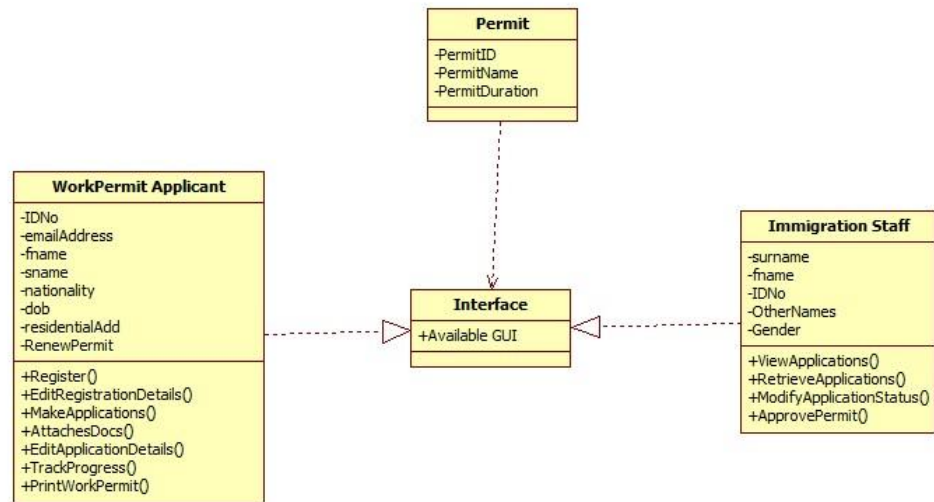 Permit
-PermitID
-PermitName
-PermitDuration
WorkPermit Applicant
-IDNo
-emailAddress
-fname
-sname
-nationality
-dob
-residentialAdd
-RenewPermit
+Register()
+EditRegistrationDetails()
+MakeApplications()
+AttachesDocs()
+EditApplicationDetails()
+TrackProgress()
+PrintWorkPermit()
Interface
+Available GUI
Immigration Staff
-surname
-fname
-IDNo
-OtherNames
-Gender
+ViewApplications()
+RetrieveApplications()
+ModifyApplicationStatus()
+ApprovePermit()